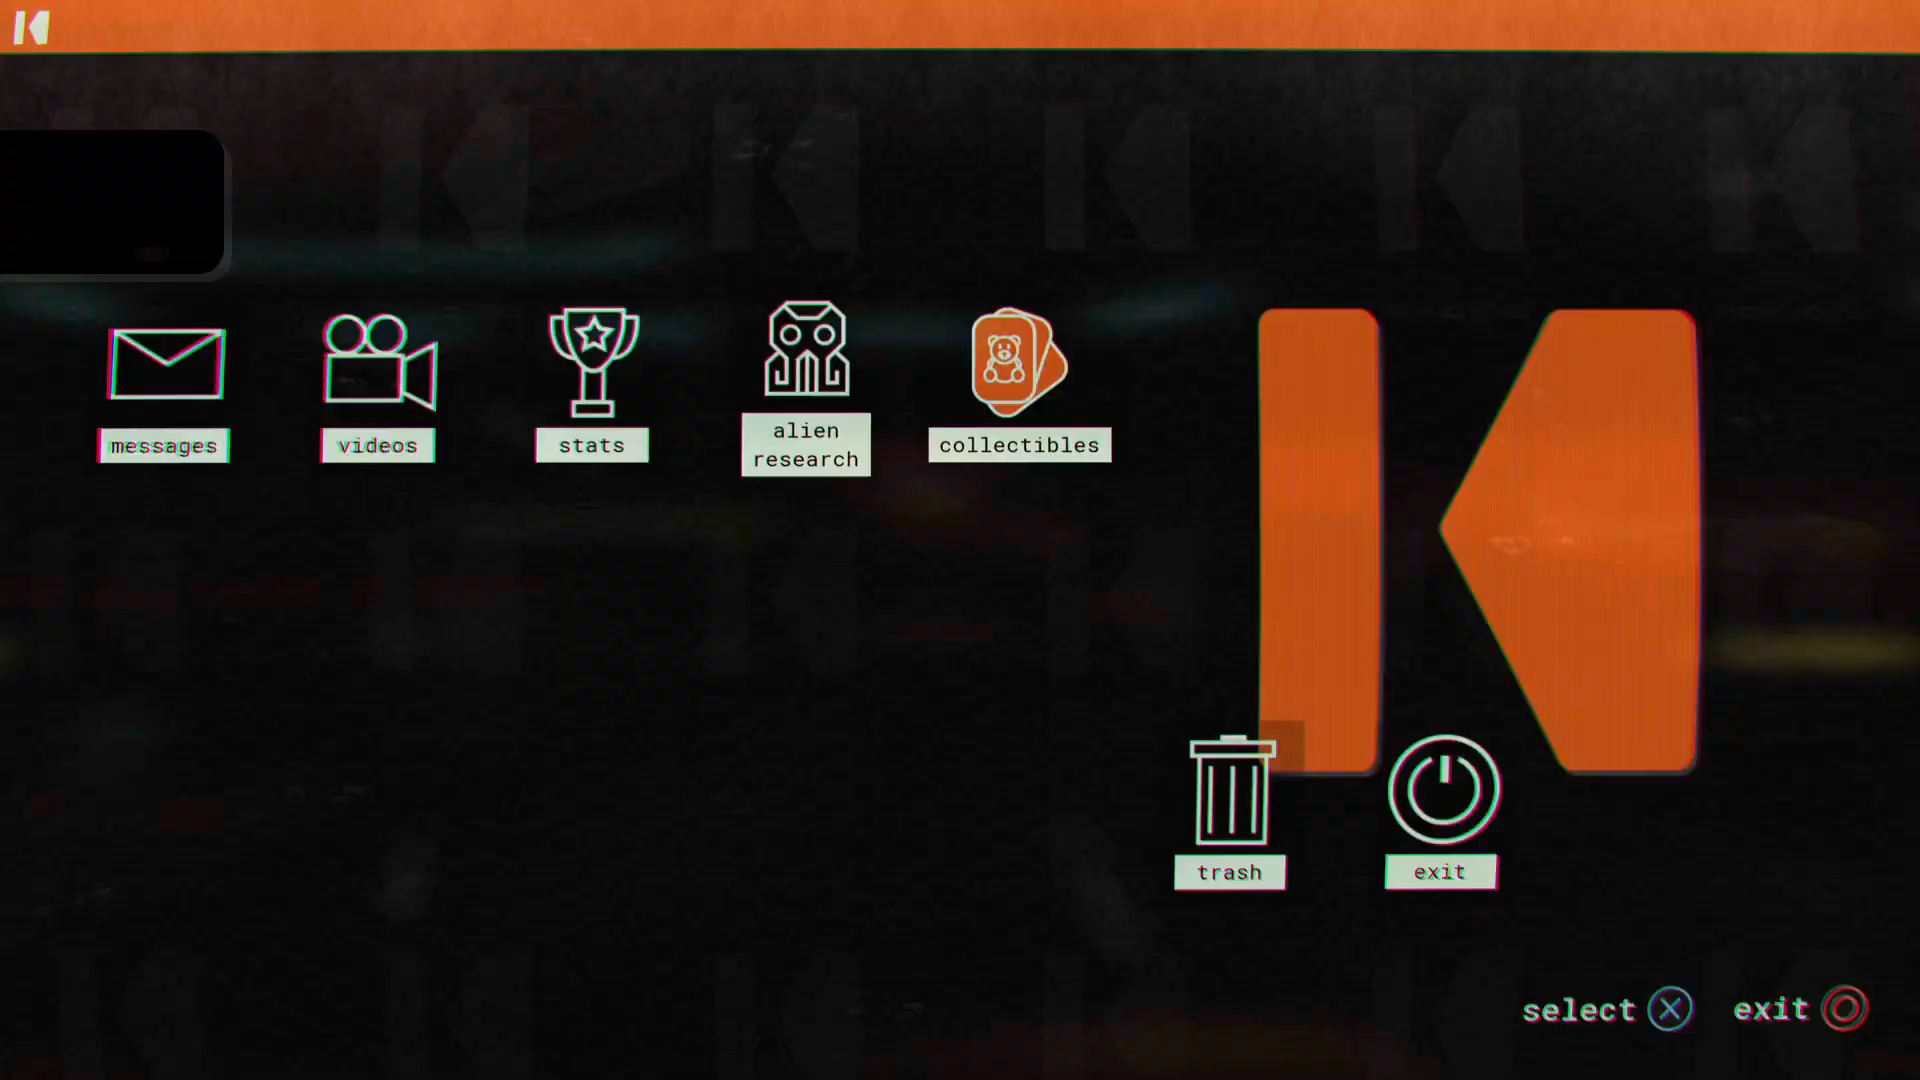 messages
videos
stats
alien
research
collectibles
trash
exit
select
exit